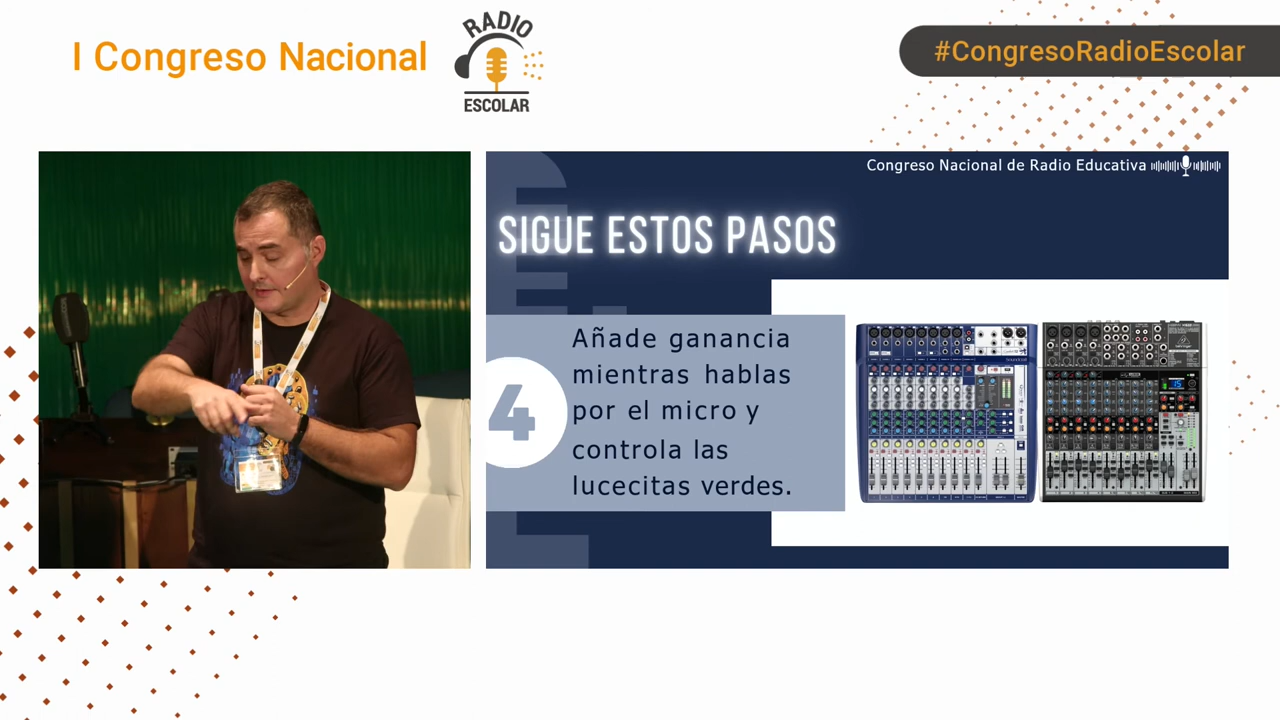 I Congreso Nacional
RADIO
ESCOLAR
#CongresoRadioEscolar
Congreso Nacional de Radio Educativa
SIGUE ESTOS PASOS
4
Añade ganancia
mientras hablas
por el micro y
controla las
lucecitas verdes.